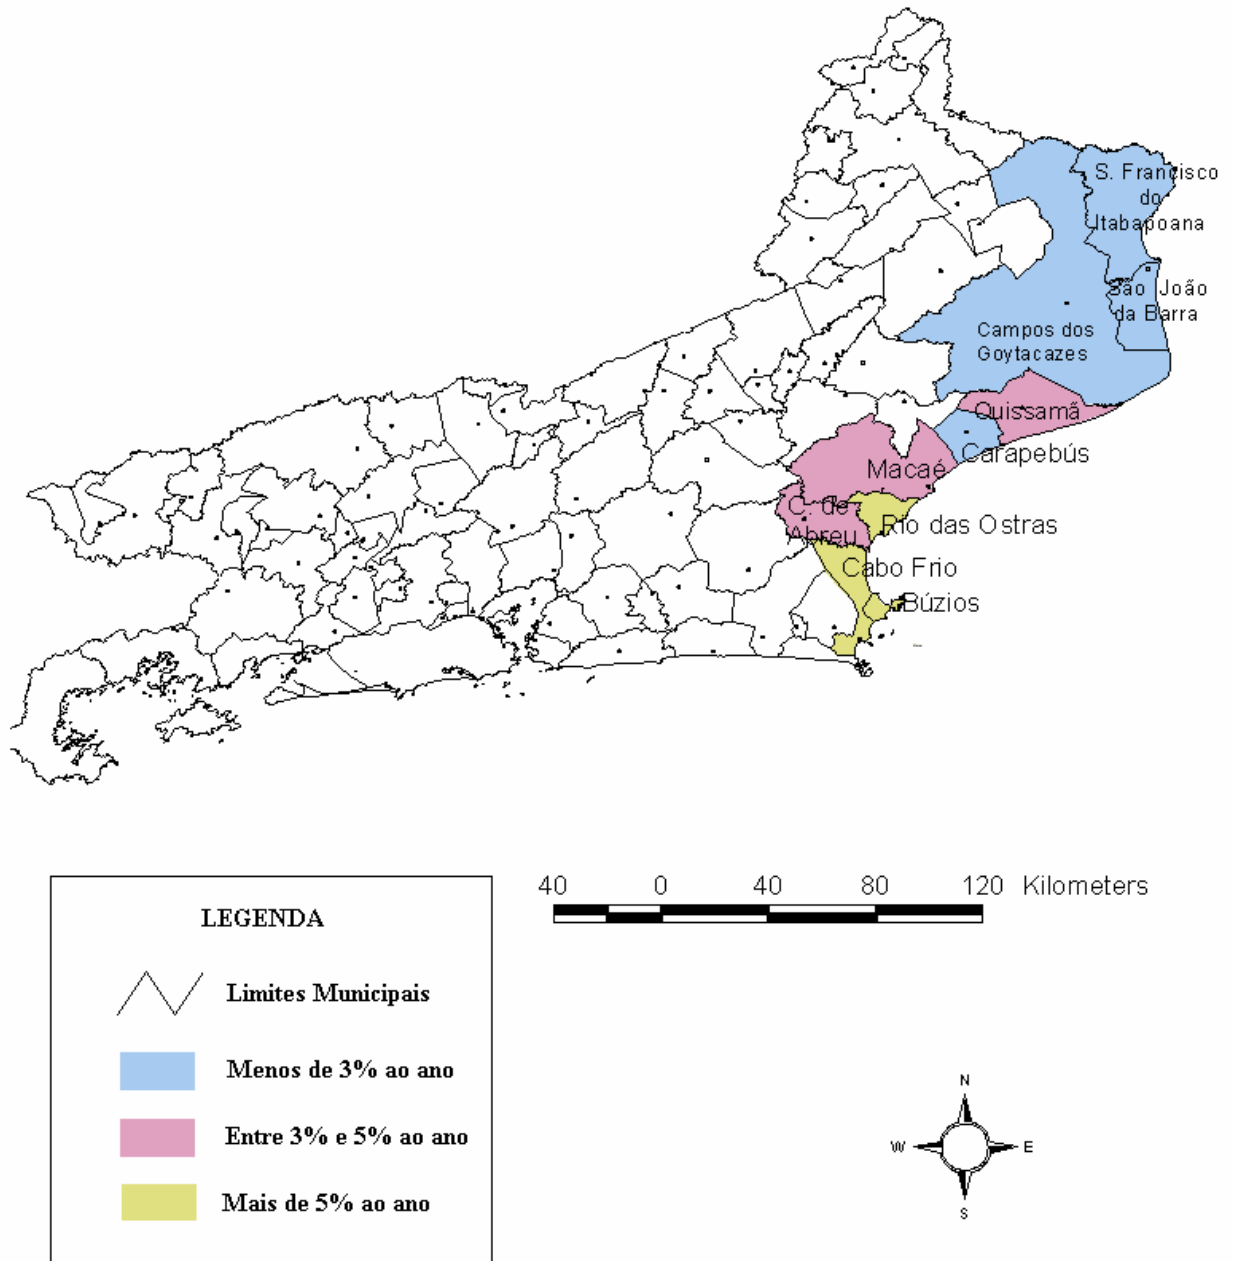 S. Francisco
do
Itabapoana
São João
da Barra
Campos dos
Goytacazes
Quissamã
Carapebús
Macaé
C. de
Abreu
Rio das Ostras
Cabo Frio
Búzios
40 0 40 80 120 Kilometers
LEGENDA
Limites Municipais
Menos de 3% ao ano
Entre 3% e 5% ao ano
Mais de 5% ao ano
N
W E
S